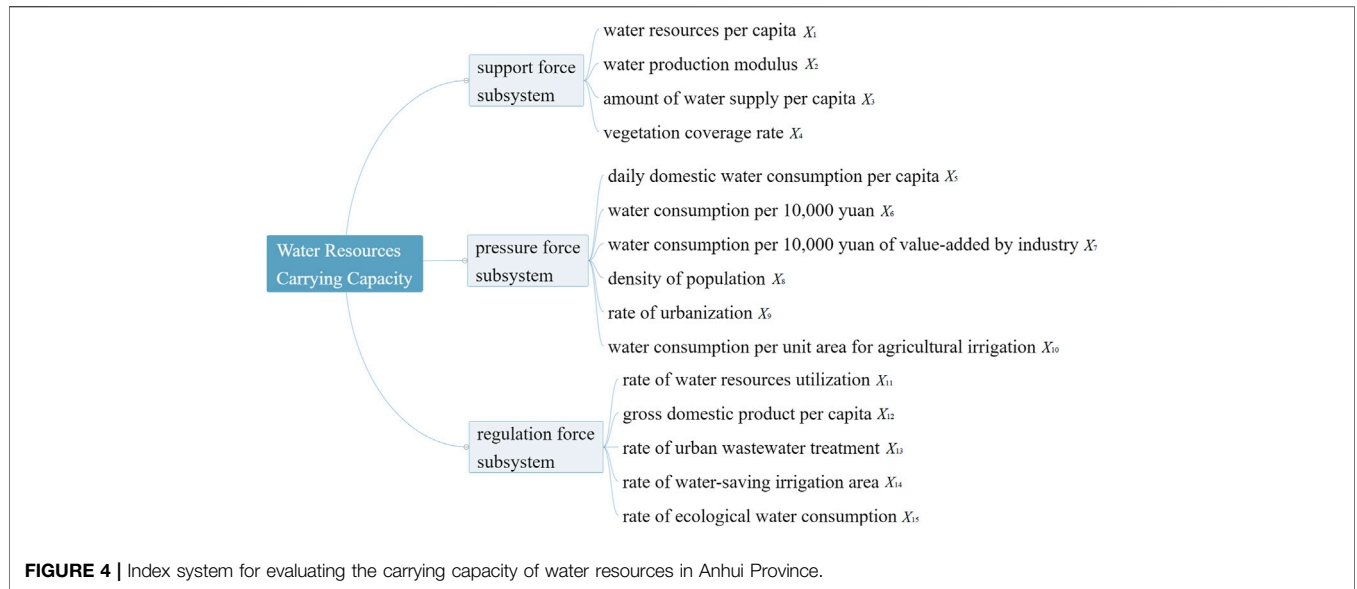 water resources per capita X1
support force
subsystem
water production modulus X2
amount of water supply per capita X3
vegetation coverage rate X4
Water Resources
Carrying Capacity
pressure force
subsystem
daily domestic water consumption per capita X5
water consumption per 10,000 yuan X6
water consumption per 10,000 yuan of value-added by industry X7
density of population X8
rate of urbanization X9
water consumption per unit area for agricultural irrigation X10
regulation force
subsystem
rate of water resources utilization X11
gross domestic product per capita X12
rate of urban wastewater treatment X13
rate of water-saving irrigation area X14
rate of ecological water consumption X15
FIGURE 4 | Index system for evaluating the carrying capacity of water resources in Anhui Province.